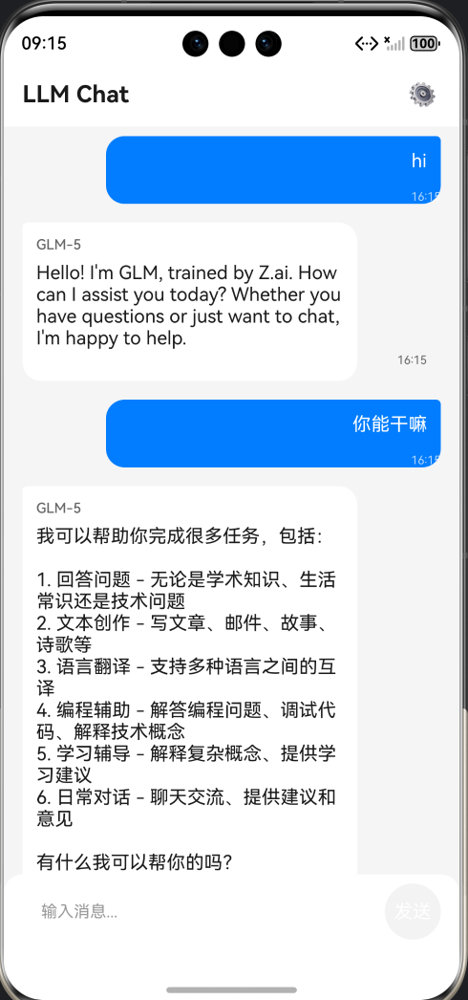 09:15
100
LLM Chat
hi
16:15
GLM-5
Hello! I'm GLM, trained by Z.ai. How
can I assist you today? Whether you
have questions or just want to chat,
I'm happy to help.
16:15
你能干嘛
16:15
GLM-5
我可以帮助你完成很多任务，包括：
1. 回答问题 - 无论是学术知识、生活
常识还是技术问题
2. 文本创作 - 写文章、邮件、故事、
诗歌等
3. 语言翻译 - 支持多种语言之间的互
译
4. 编程辅助 - 解答编程问题、调试代
码、解释技术概念
5. 学习辅导 - 解释复杂概念、提供学
习建议
6. 日常对话 - 聊天交流、提供建议和
意见
有什么我可以帮你的吗？
输入消息...
发送